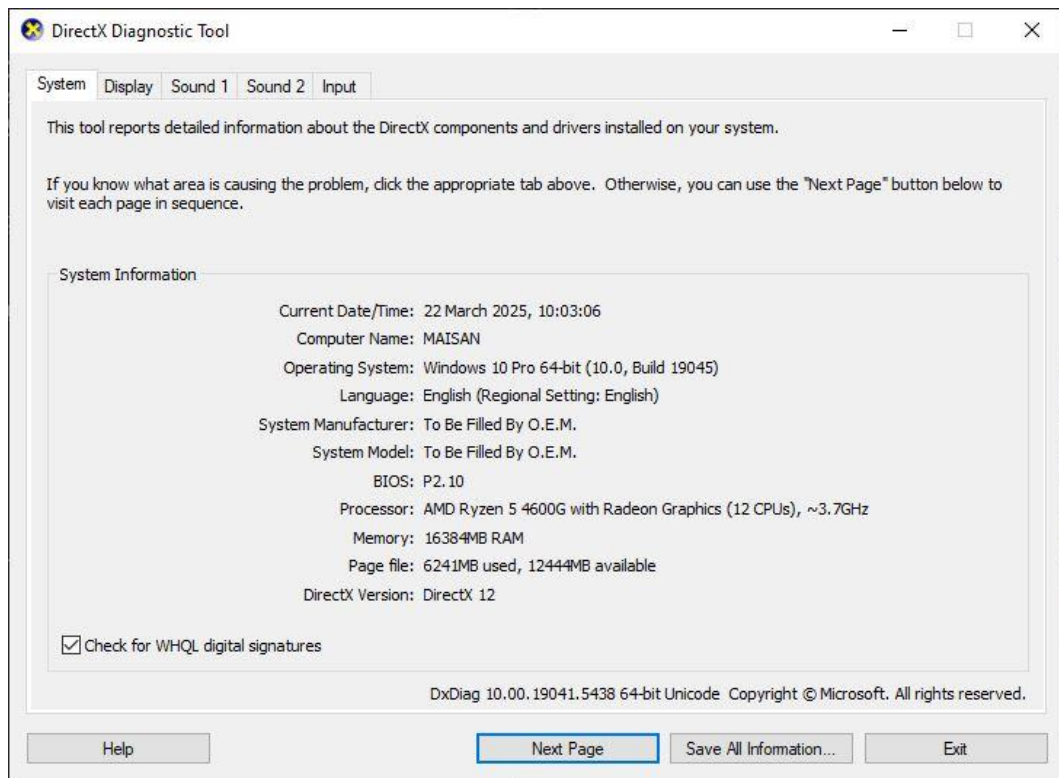 DirectX Diagnostic Tool
System Display Sound 1 Sound 2 Input
This tool reports detailed information about the DirectX components and drivers installed on your system.
If you know what area is causing the problem, click the appropriate tab above. Otherwise, you can use the "Next Page" button below to
visit each page in sequence.
System Information
Current Date/Time: 22 March 2025, 10:03:06
Computer Name: MAISAN
Operating System: Windows 10 Pro 64-bit (10.0, Build 19045)
Language: English (Regional Setting: English)
System Manufacturer: To Be Filled By O.E.M.
System Model: To Be Filled By O.E.M.
BIOS: P2.10
Processor: AMD Ryzen 5 4600G with Radeon Graphics (12 CPUs), ~3.7GHz
Memory: 16384MB RAM
Page file: 6241MB used, 12444MB available
DirectX Version: DirectX 12
Check for WHQL digital signatures
DxDiag 10.00.19041.5438 64-bit Unicode Copyright © Microsoft. All rights reserved.
Help Next Page Save All Information... Exit